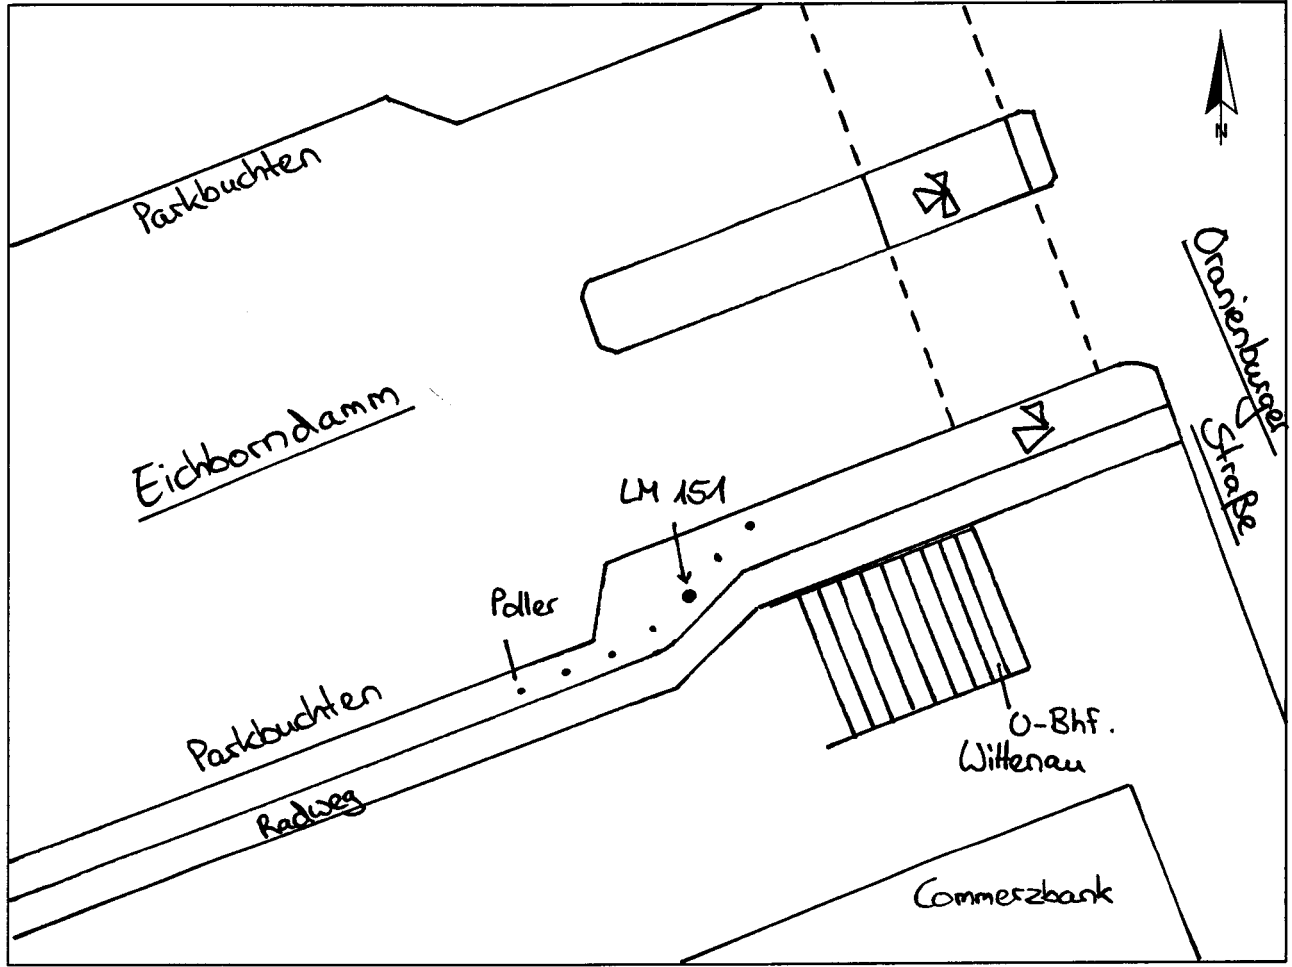 N
Parkbuchten
Oranienburger
Straße
Eichborndamm
LM 151
Poller
Parkbuchten
Radweg
U-Bhf.
Wittenau
Commerzbank